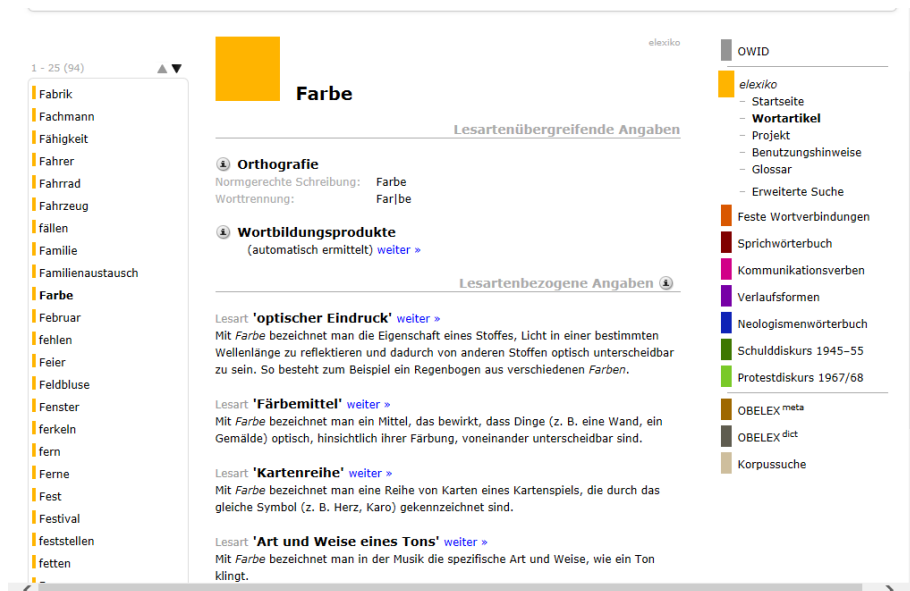 1 - 25 (94)
Fabrik
Fachmann
Fähigkeit
Fahrer
Fahrrad
Fahrzeug
fällen
Familie
Familienaustausch
Farbe
Februar
fehlen
Feier
Feldbluse
Fenster
ferkeln
fern
Ferne
Fest
Festival
feststellen
fetten
elexiko
Farbe
Lesartenübergreifende Angaben
Orthografie
Normgerechte Schreibung: Farbe
Worttrennung: Far|be
Wortbildungsprodukte
(automatisch ermittelt) weiter »
Lesartenbezogene Angaben
Lesart 'optischer Eindruck' weiter »
Mit Farbe bezeichnet man die Eigenschaft eines Stoffes, Licht in einer bestimmten
Wellenlänge zu reflektieren und dadurch von anderen Stoffen optisch unterscheidbar
zu sein. So besteht zum Beispiel ein Regenbogen aus verschiedenen Farben.
Lesart 'Färbemittel' weiter »
Mit Farbe bezeichnet man ein Mittel, das bewirkt, dass Dinge (z. B. eine Wand, ein
Gemälde) optisch, hinsichtlich ihrer Färbung, voneinander unterscheidbar sind.
Lesart 'Kartenreihe' weiter »
Mit Farbe bezeichnet man eine Reihe von Karten eines Kartenspiels, die durch das
gleiche Symbol (z. B. Herz, Karo) gekennzeichnet sind.
Lesart 'Art und Weise eines Tons' weiter »
Mit Farbe bezeichnet man in der Musik die spezifische Art und Weise, wie ein Ton
klingt.
OWID
elexiko
– Startseite
– Wortartikel
– Projekt
– Benutzungshinweise
– Glossar
– Erweiterte Suche
Feste Wortverbindungen
Sprichwörterbuch
Kommunikationsverben
Verlaufsformen
Neologismenwörterbuch
Schulddiskurs 1945–55
Protestdiskurs 1967/68
OBELEX meta
OBELEX dict
Korpussuche